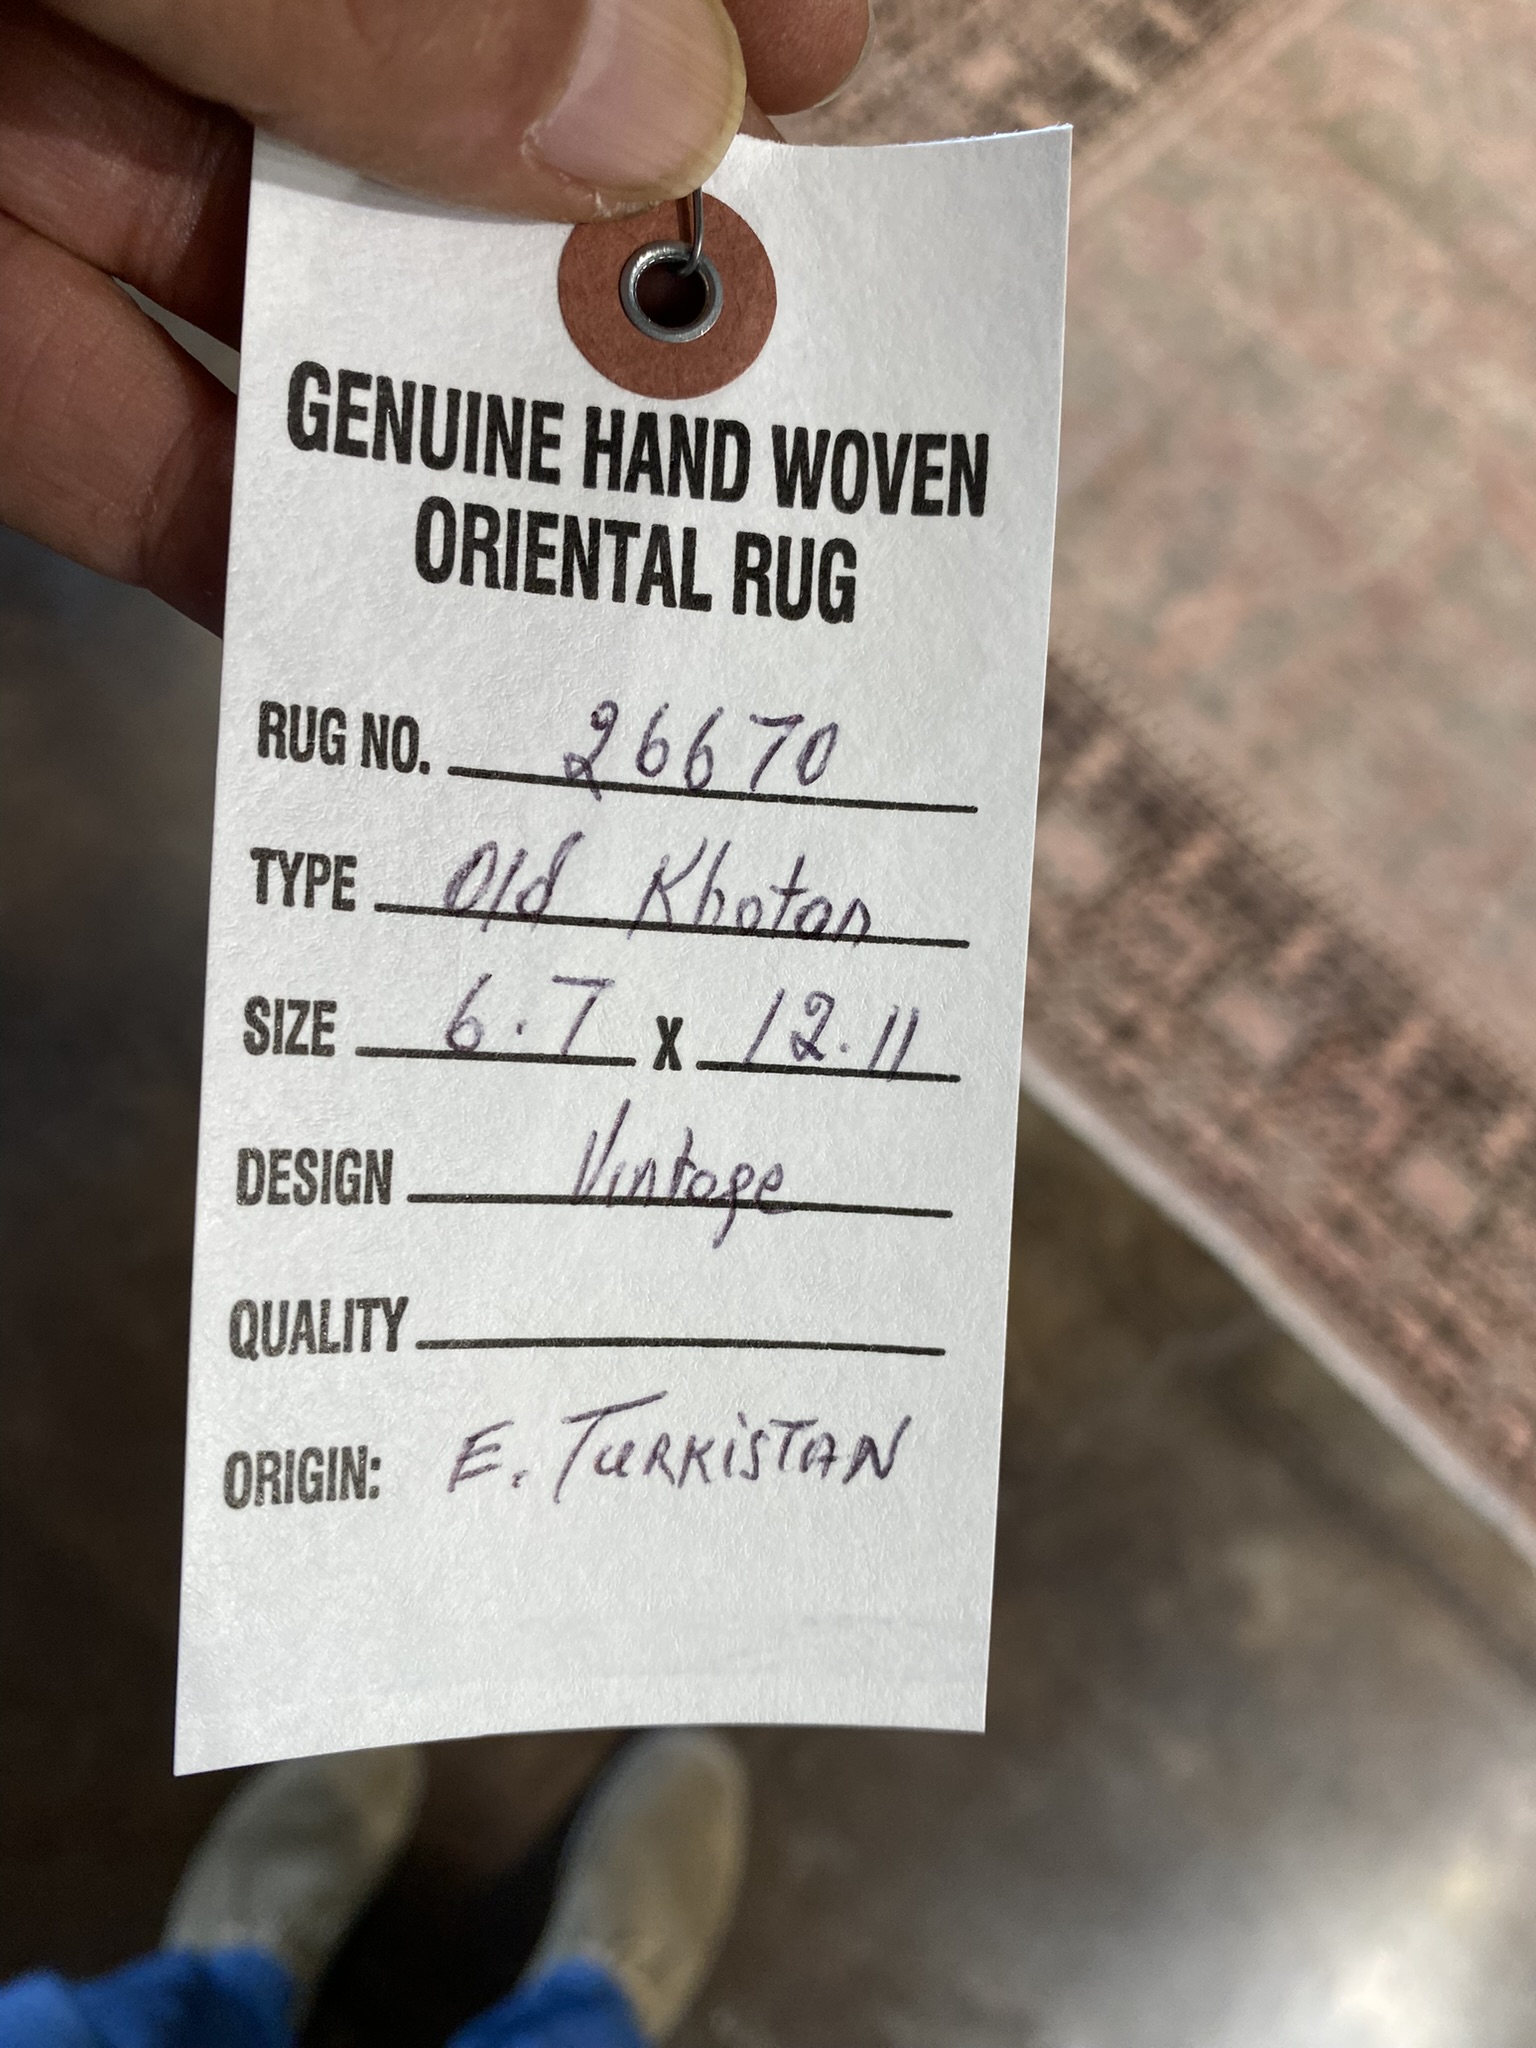 GENUINE HAND WOVEN
ORIENTAL RUG
RUG NO. 26670
TYPE Old Khotan
SIZE 6.7 x 12.11
DESIGN Vintage
QUALITY
ORIGIN: E. TURKiSTAN